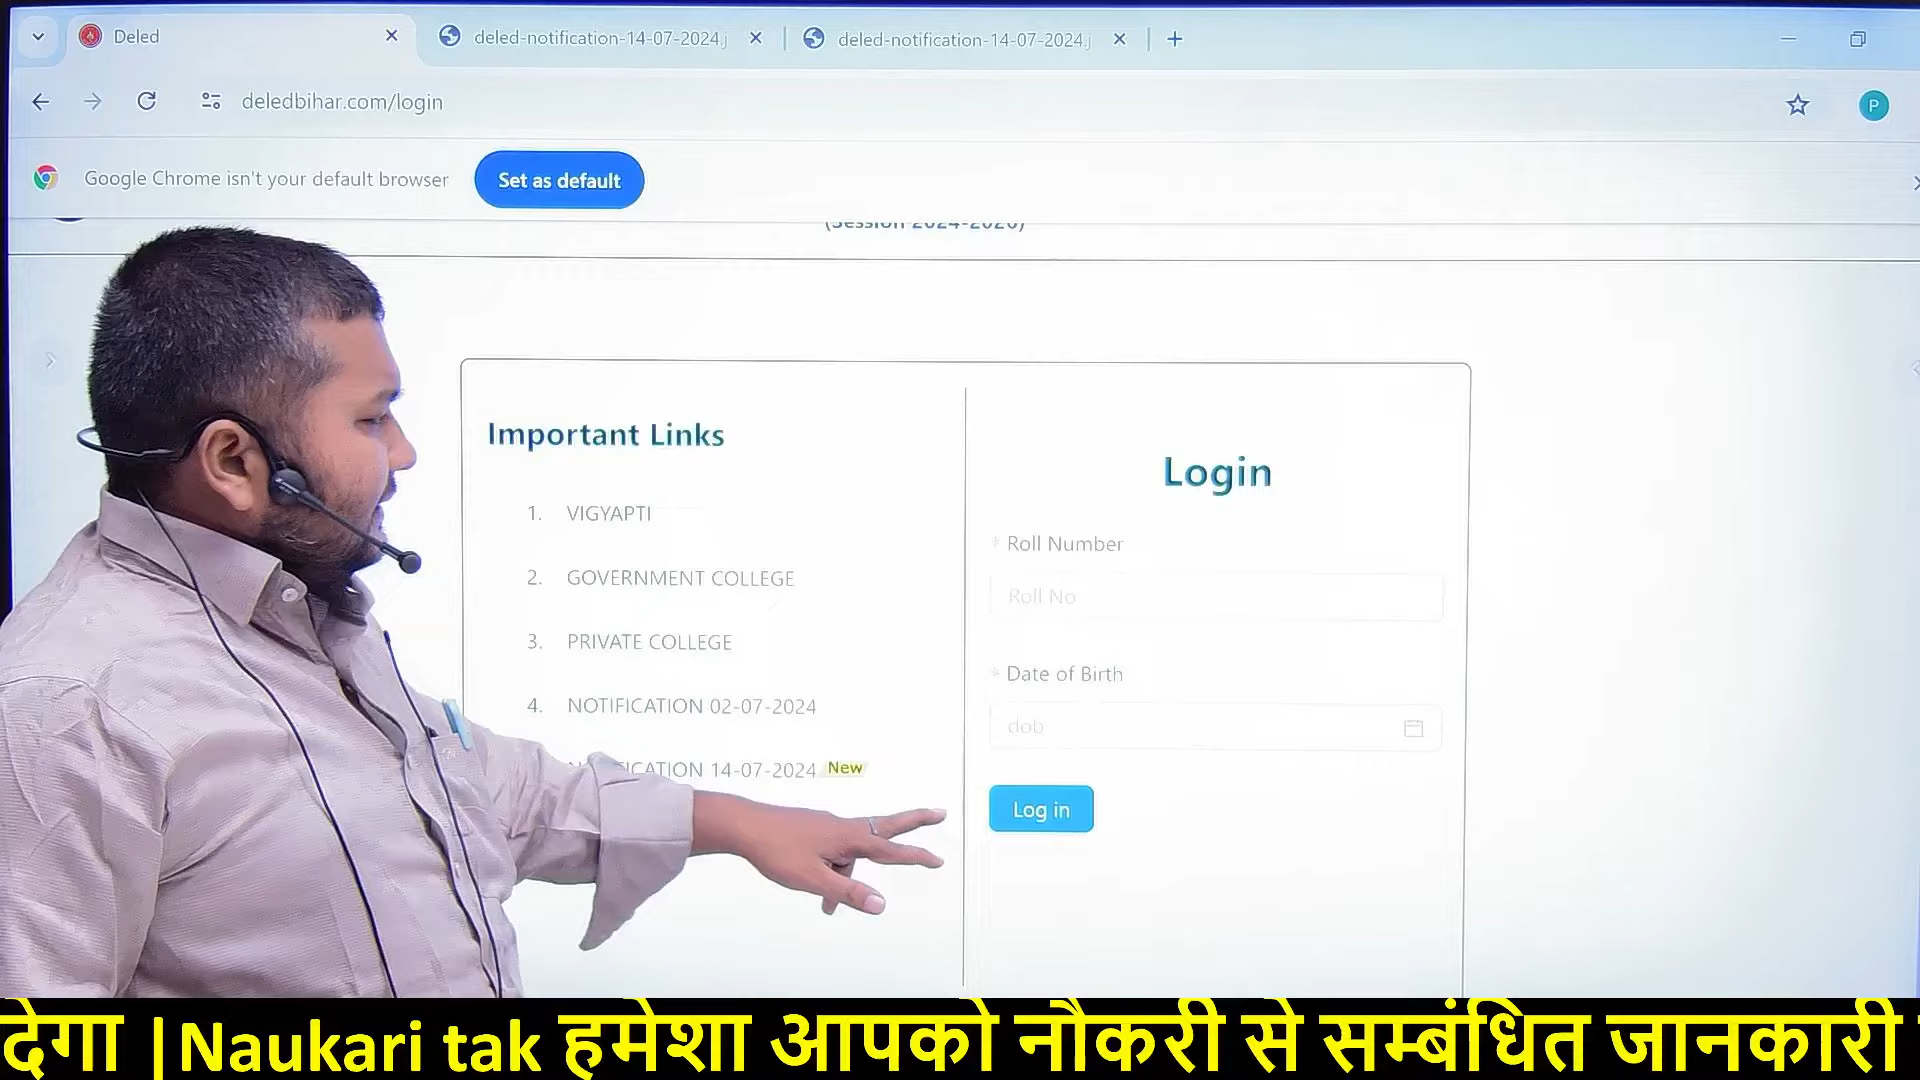 Deled
deled-notification-14-07-2024.j
deled-notification-14-07-2024.j
deledbihar.com/login
P
Google Chrome isn't your default browser
Set as default
(Session 2024-2026)
Important Links
1. VIGYAPTI
2. GOVERNMENT COLLEGE
3. PRIVATE COLLEGE
4. NOTIFICATION 02-07-2024
14-07-2024 New
Login
* Roll Number
Roll No
* Date of Birth
dob
Log in
देगा |Naukari tak हमेशा आपको नौकरी से सम्बंधित जानकारी